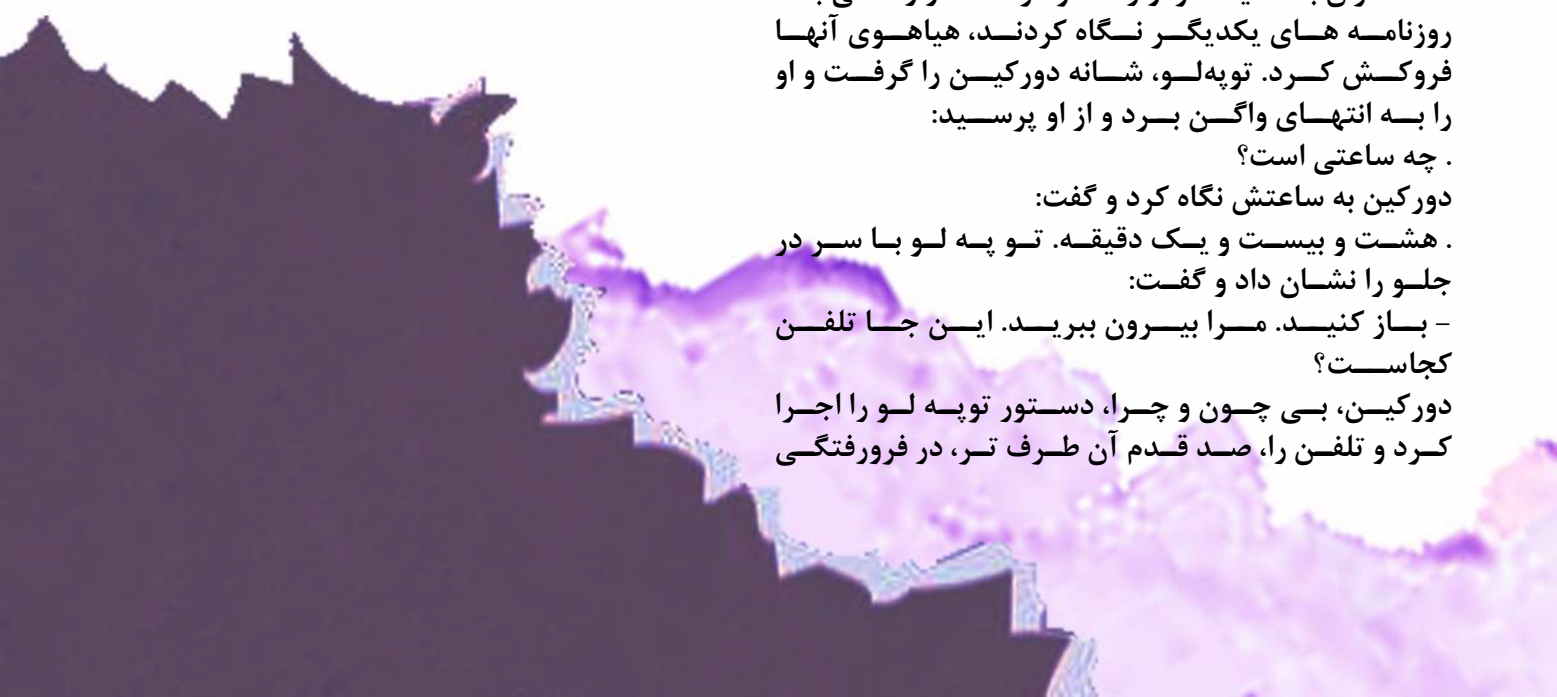 روزنامه های یکدیگر نگاه کردند، هیاهوی آنها
فروکش کرد. توپه‌لو، شانه دورکین را گرفت و او
را به انتهای واگن برد و از او پرسید:
. چه ساعتی است؟
دورکین به ساعتش نگاه کرد و گفت:
. هشت و بیست و یک دقیقه. تو په لو با سر در
جلو را نشان داد و گفت:
- باز کنید. مرا بیرون ببرید. این جا تلفن
کجاست؟
دورکین، بی چون و چرا، دستور توپه لو را اجرا
کرد و تلفن را، صد قدم آن طرف تر، در فرورفتگی